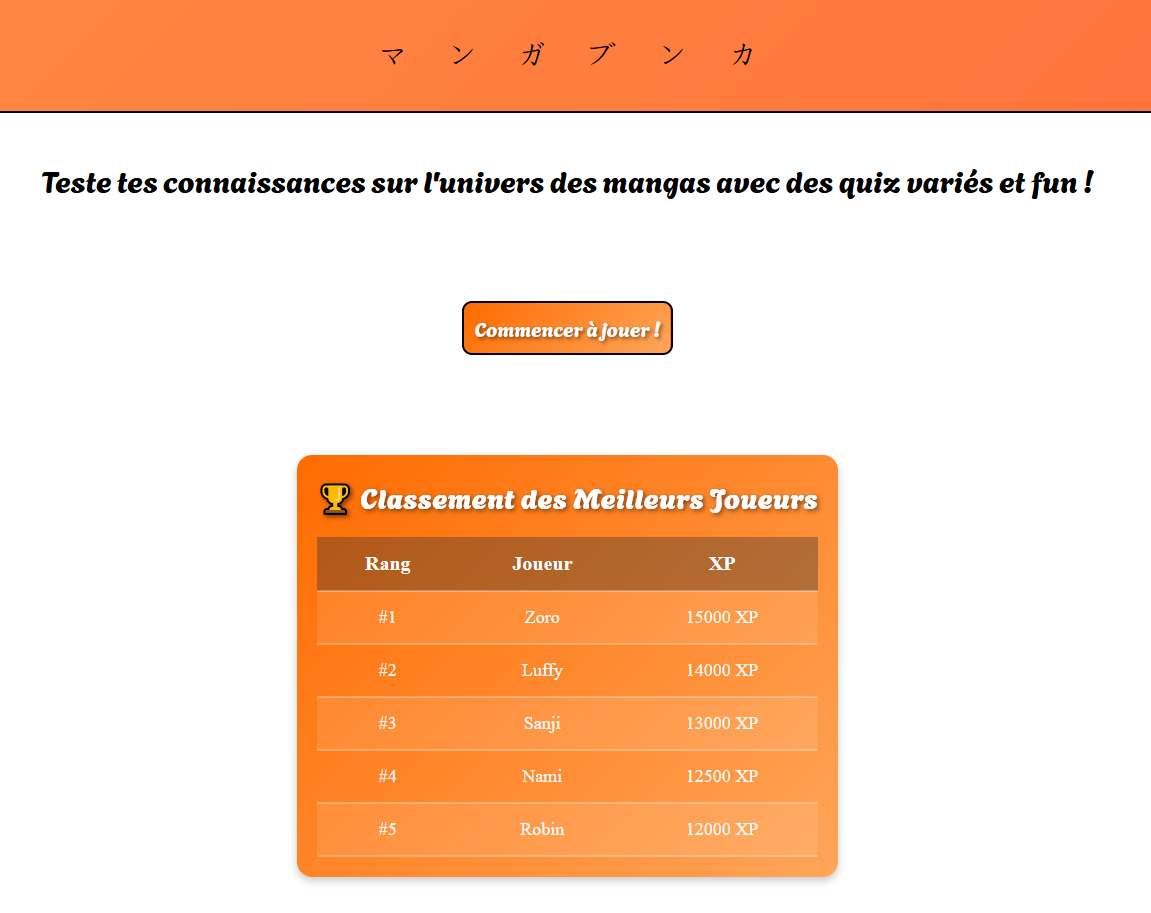 マンガブンカ
Teste tes connaissances sur l'univers des mangas avec des quiz variés et fun !
Commencer à jouer !
🏆 Classement des Meilleurs Joueurs
Rang Joueur XP
#1 Zoro 15000 XP
#2 Luffy 14000 XP
#3 Sanji 13000 XP
#4 Nami 12500 XP
#5 Robin 12000 XP